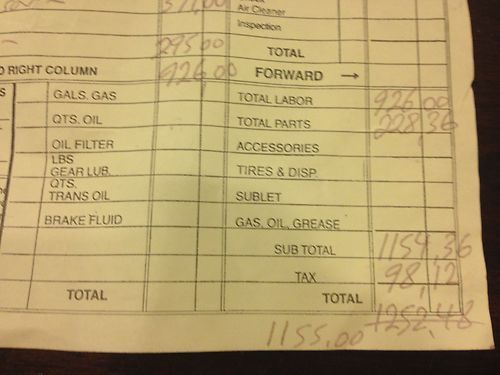 377.00
Air Cleaner
Inspection
295.00 TOTAL
RIGHT COLUMN 926,00 FORWARD →
GALS. GAS TOTAL LABOR 926 00
QTS. OIL TOTAL PARTS 228,36
OIL FILTER ACCESSORIES
LBS
GEAR LUB. TIRES & DISP.
QTS.
TRANS OIL SUBLET
BRAKE FLUID GAS, OIL, GREASE
SUB TOTAL 1154,36
TAX 98,12
TOTAL TOTAL 1252,48
1155.00